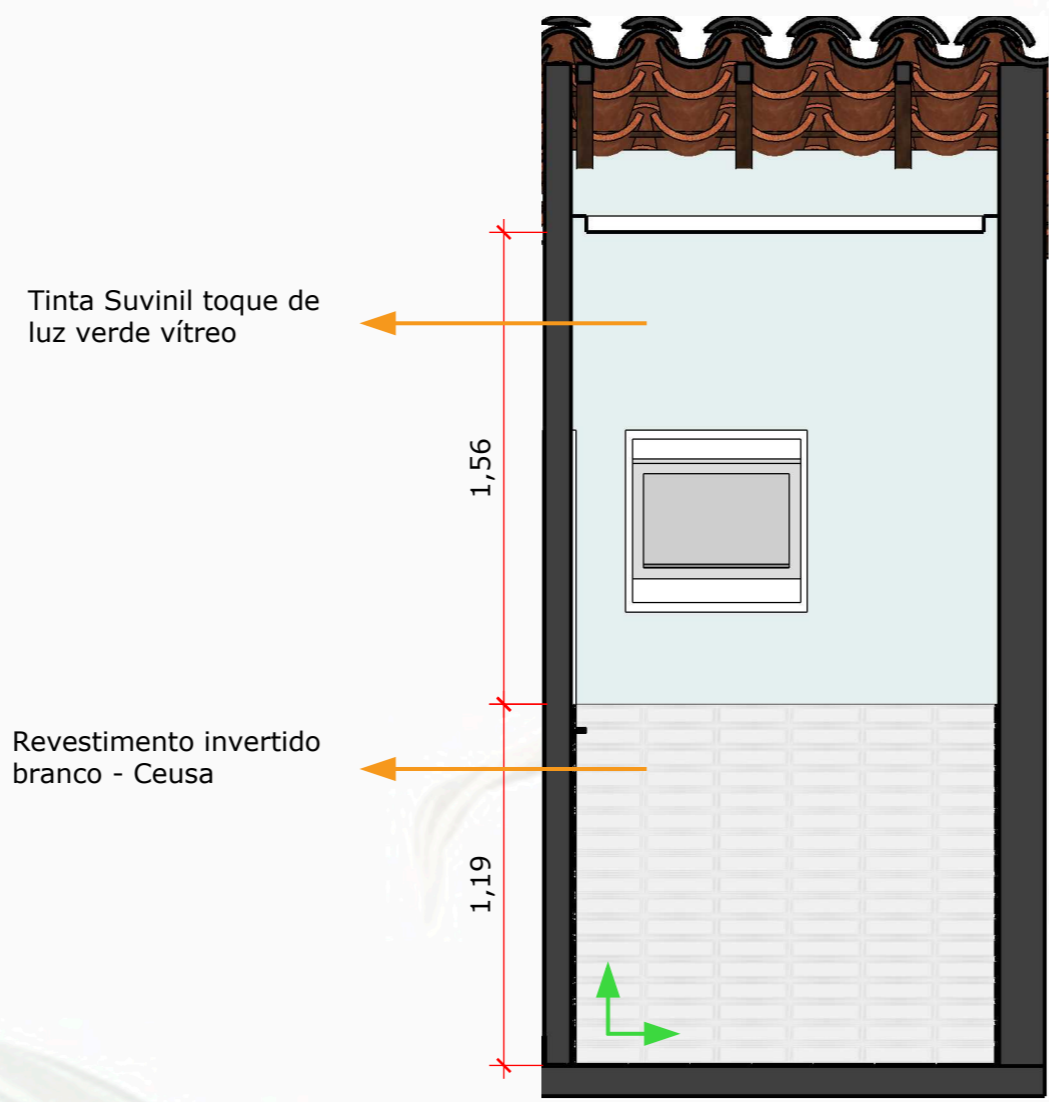 Tinta Suvinil toque de
luz verde vítreo
1,56
Revestimento invertido
branco - Ceusa
1,19